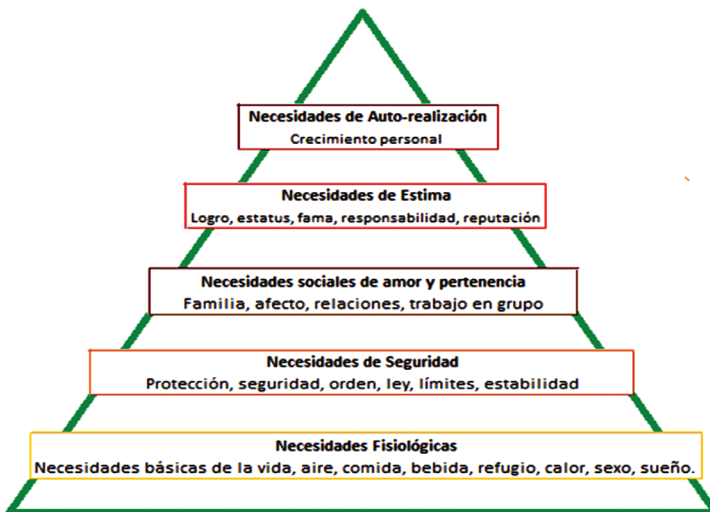 Necesidades de Auto-realización
Crecimiento personal
Necesidades de Estima
Logro, estatus, fama, responsabilidad, reputación
Necesidades sociales de amor y pertenencia
Familia, afecto, relaciones, trabajo en grupo
Necesidades de Seguridad
Protección, seguridad, orden, ley, límites, estabilidad
Necesidades Fisiológicas
Necesidades básicas de la vida, aire, comida, bebida, refugio, calor, sexo, sueño.